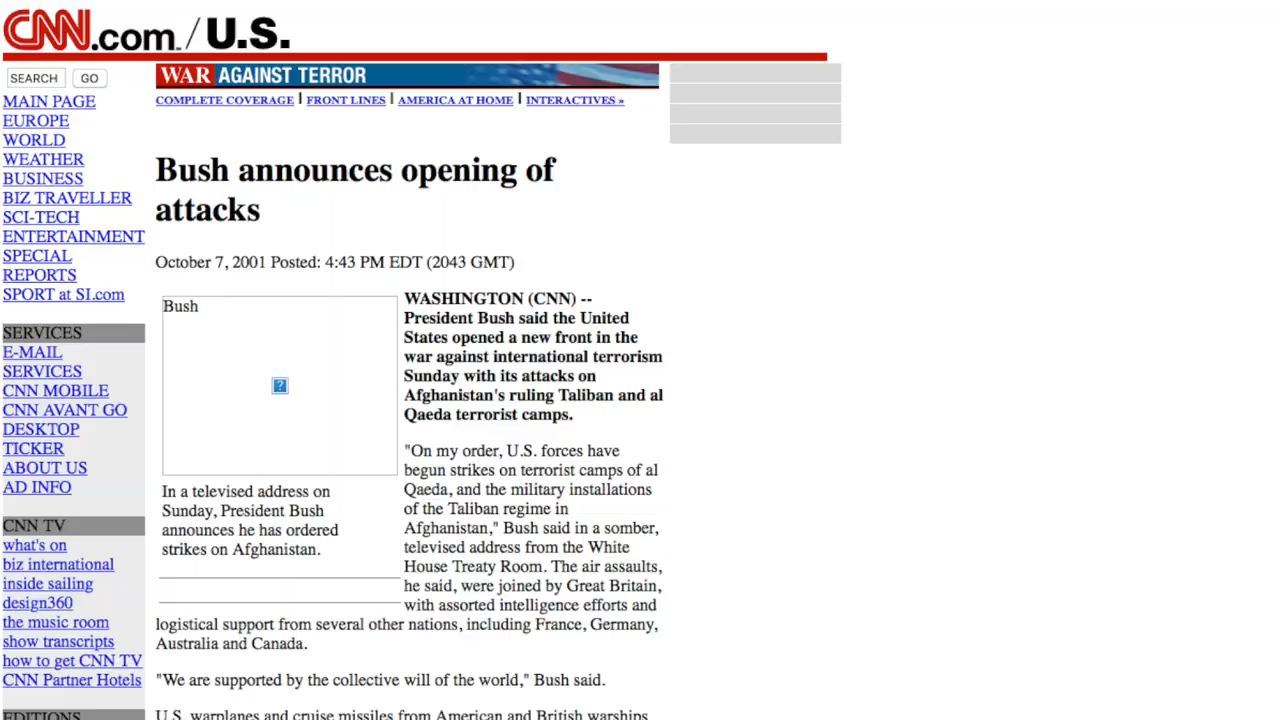 CNN.com / U.S.
SEARCH GO
MAIN PAGE
EUROPE
WORLD
WEATHER
BUSINESS
BIZ TRAVELLER
SCI-TECH
ENTERTAINMENT
SPECIAL
REPORTS
SPORT at SI.com
SERVICES
E-MAIL
SERVICES
CNN MOBILE
CNN AVANT GO
DESKTOP
TICKER
ABOUT US
AD INFO
CNN TV
what's on
biz international
inside sailing
design360
the music room
show transcripts
how to get CNN TV
CNN Partner Hotels
EDITIONS
WAR AGAINST TERROR
COMPLETE COVERAGE | FRONT LINES | AMERICA AT HOME | INTERACTIVES »
Bush announces opening of
attacks
October 7, 2001 Posted: 4:43 PM EDT (2043 GMT)
Bush
In a televised address on
Sunday, President Bush
announces he has ordered
strikes on Afghanistan.
WASHINGTON (CNN) --
President Bush said the United
States opened a new front in the
war against international terrorism
Sunday with its attacks on
Afghanistan's ruling Taliban and al
Qaeda terrorist camps.
"On my order, U.S. forces have
begun strikes on terrorist camps of al
Qaeda, and the military installations
of the Taliban regime in
Afghanistan," Bush said in a somber,
televised address from the White
House Treaty Room. The air assaults,
he said, were joined by Great Britain,
with assorted intelligence efforts and
logistical support from several other nations, including France, Germany,
Australia and Canada.
"We are supported by the collective will of the world," Bush said.
U.S. warplanes and cruise missiles from American and British warships